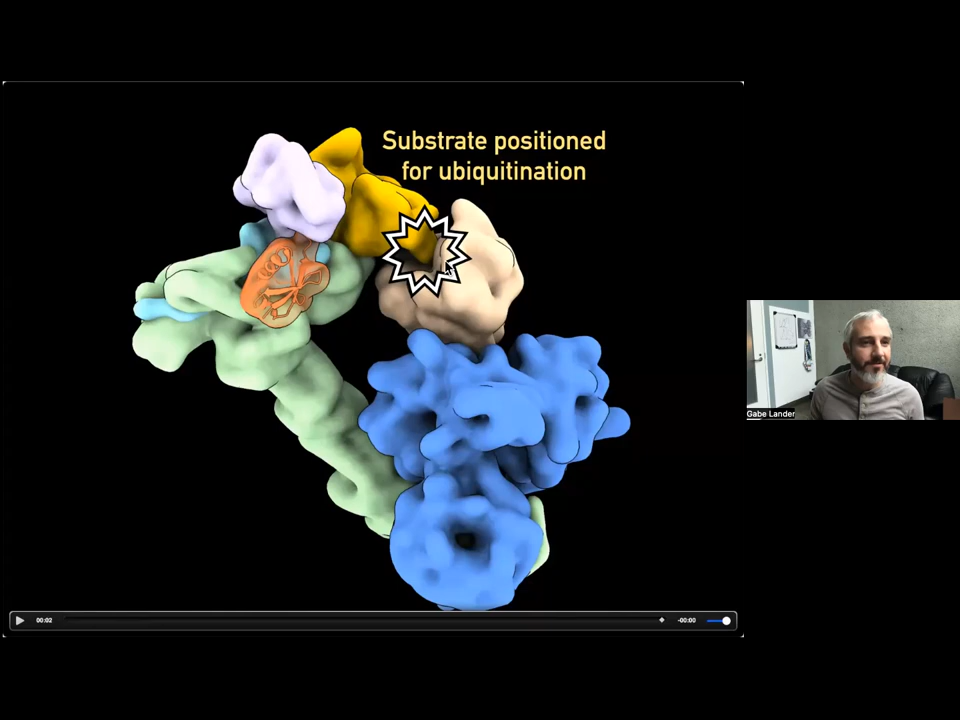 Substrate positioned
for ubiquitination
Gabe Lander
00:02
-00:00